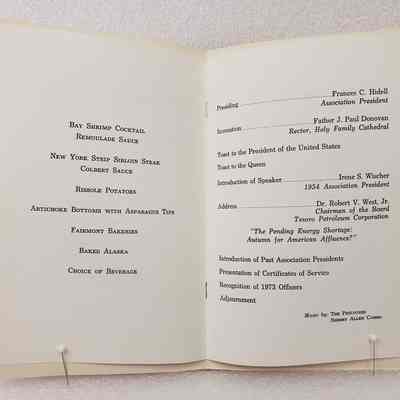 BAY SHRIMP COCKTAIL
REMOULADE SAUCE
NEW YORK STRIP SIRLOIN STEAK
COLBERT SAUCE
RISSOLE POTATOES
ARTICHOKE BOTTOMS WITH ASPARAGUS TIPS
FAIRMONT BAKERIES
BAKED ALASKA
CHOICE OF BEVERAGE
Presiding Frances C. Hidell
Association President
Invocation Father J. Paul Donovan
Rector, Holy Family Cathedral
Toast to the President of the United States
Toast to the Queen
Introduction of Speaker Irene S. Wischer
1954 Association President
Address Dr. Robert V. West, Jr.
Chairman of the Board
Tesoro Petroleum Corporation
"The Pending Energy Shortage:
Autumn for American Affluence?"
Introduction of Past Association Presidents
Presentation of Certificates of Service
Recognition of 1973 Officers
Adjournment
Music by: THE
SHERRY ALLEN COMBO